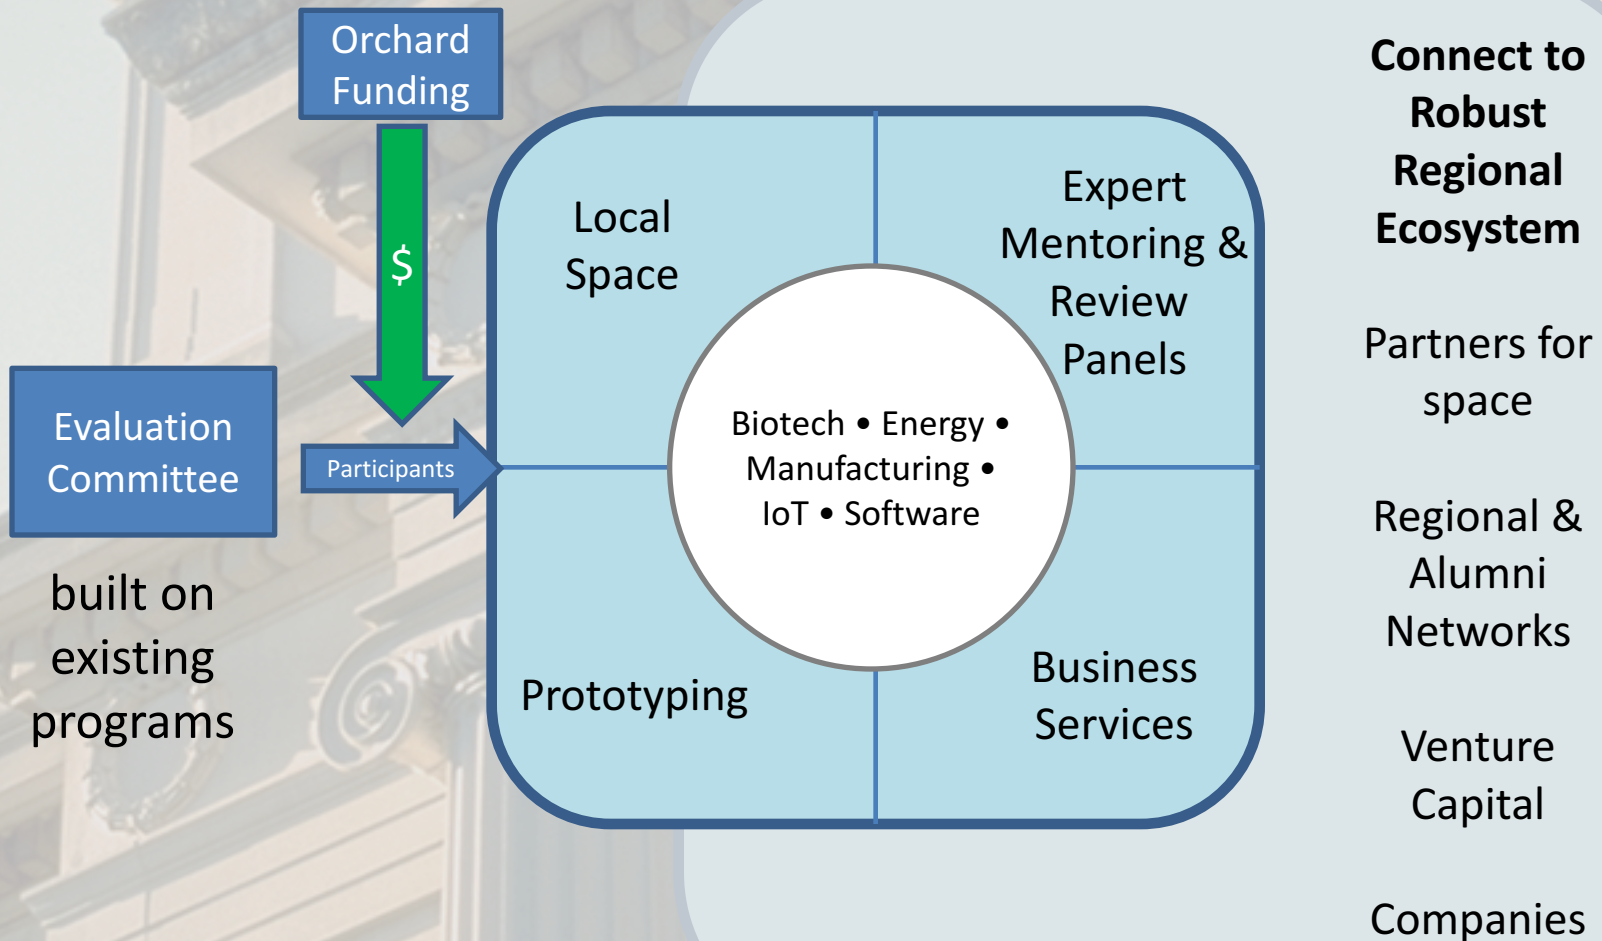 Orchard
Funding
$
Evaluation
Committee
Participants
built on
existing
programs
Local
Space
Expert
Mentoring &
Review
Panels
Biotech • Energy •
Manufacturing •
IoT • Software
Prototyping
Business
Services
Connect to
Robust
Regional
Ecosystem
Partners for
space
Regional &
Alumni
Networks
Venture
Capital
Companies